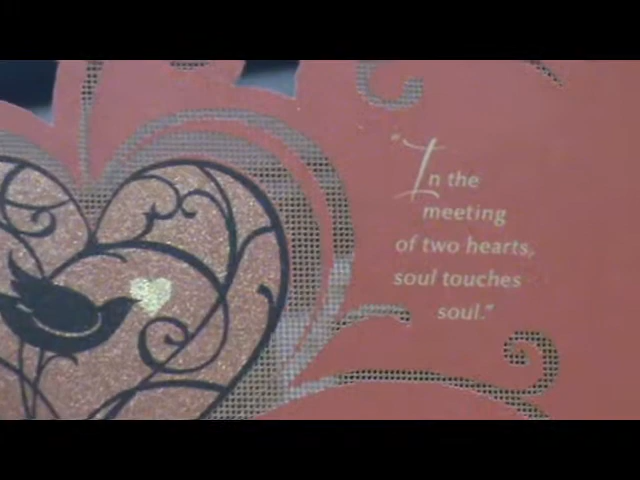 "In the
meeting
of two hearts,
soul touches
soul."